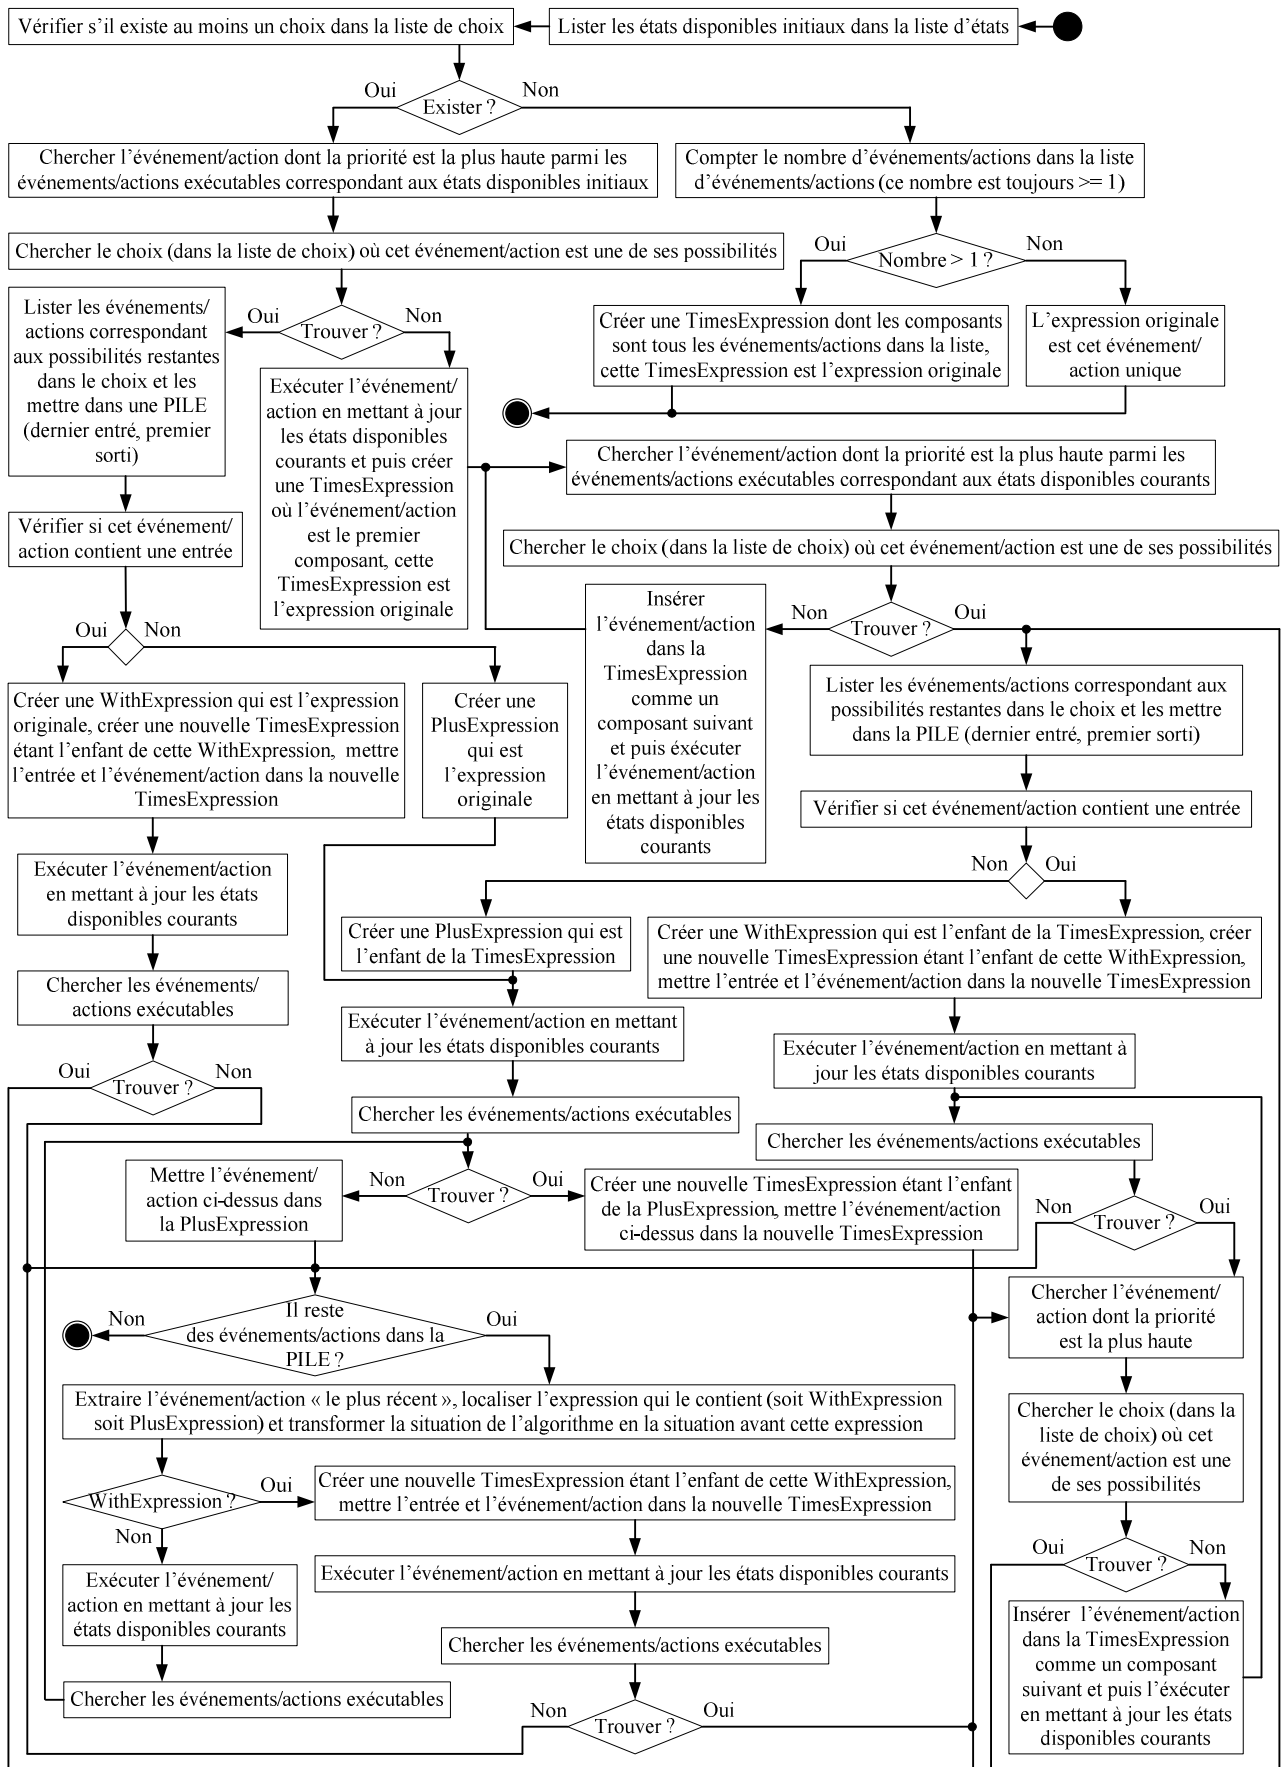 Vérifier s’il existe au moins un choix dans la liste de choix
Lister les états disponibles initiaux dans la liste d’états
Oui
Non
Exister ?
Chercher l’événement/action dont la priorité est la plus haute parmi les
événements/actions exécutables correspondant aux états disponibles initiaux
Compter le nombre d’événements/actions dans la liste
d’événements/actions (ce nombre est toujours >= 1)
Chercher le choix (dans la liste de choix) où cet événement/action est une de ses possibilités
Oui
Non
Nombre > 1 ?
Lister les événements/
actions correspondant
aux possibilités restantes
dans le choix et les
mettre dans une PILE
(dernier entré, premier
sorti)
Oui
Non
Trouver ?
Créer une TimesExpression dont les composants
sont tous les événements/actions dans la liste,
cette TimesExpression est l’expression originale
L’expression originale
est cet événement/
action unique
Exécuter l’événement/
action en mettant à jour
les états disponibles
courants et puis créer
une TimesExpression
où l’événement/action
est le premier
composant, cette
TimesExpression est
l’expression originale
Chercher l’événement/action dont la priorité est la plus haute parmi les
événements/actions exécutables correspondant aux états disponibles courants
Vérifier si cet événement/
action contient une entrée
Chercher le choix (dans la liste de choix) où cet événement/action est une de ses possibilités
Insérer
l’événement/action
dans la
TimesExpression
comme un
composant suivant
et puis éxécuter
l’événement/action
en mettant à jour les
états disponibles
courants
Non
Oui
Trouver ?
Oui
Non
Lister les événements/actions correspondant aux
possibilités restantes dans le choix et les mettre
dans la PILE (dernier entré, premier sorti)
Créer une WithExpression qui est l’expression
originale, créer une nouvelle TimesExpression
étant l’enfant de cette WithExpression, mettre
l’entrée et l’événement/action dans la nouvelle
TimesExpression
Créer une
PlusExpression
qui est
l’expression
originale
Vérifier si cet événement/action contient une entrée
Non
Oui
Exécuter l’événement/action
en mettant à jour les états
disponibles courants
Créer une PlusExpression qui est
l’enfant de la TimesExpression
Créer une WithExpression qui est l’enfant de la TimesExpression, créer
une nouvelle TimesExpression étant l’enfant de cette WithExpression,
mettre l’entrée et l’événement/action dans la nouvelle TimesExpression
Chercher les événements/
actions exécutables
Exécuter l’événement/action en mettant
à jour les états disponibles courants
Exécuter l’événement/action en mettant à
jour les états disponibles courants
Oui
Non
Trouver ?
Chercher les événements/actions exécutables
Chercher les événements/actions exécutables
Mettre l’événement/
action ci-dessus dans
la PlusExpression
Non
Oui
Trouver ?
Créer une nouvelle TimesExpression étant l’enfant
de la PlusExpression, mettre l’événement/action
ci-dessus dans la nouvelle TimesExpression
Non
Oui
Trouver ?
Chercher l’événement/
action dont la priorité
est la plus haute
Non
Oui
Il reste
des événements/actions dans la
PILE ?
Extraire l’événement/action « le plus récent », localiser l’expression qui le contient (soit WithExpression
soit PlusExpression) et transformer la situation de l’algorithme en la situation avant cette expression
Chercher le choix (dans la
liste de choix) où cet
événement/action est une
de ses possibilités
WithExpression ?
Oui
Non
Créer une nouvelle TimesExpression étant l’enfant de cette WithExpression,
mettre l’entrée et l’événement/action dans la nouvelle TimesExpression
Oui
Non
Trouver ?
Exécuter l’événement/
action en mettant à jour les
états disponibles courants
Exécuter l’événement/action en mettant à jour les états disponibles courants
Insérer l’événement/action
dans la TimesExpression
comme un composant
suivant et puis l’éxécuter
en mettant à jour les états
disponibles courants
Chercher les événements/actions exécutables
Chercher les événements/actions exécutables
Non
Oui
Trouver ?